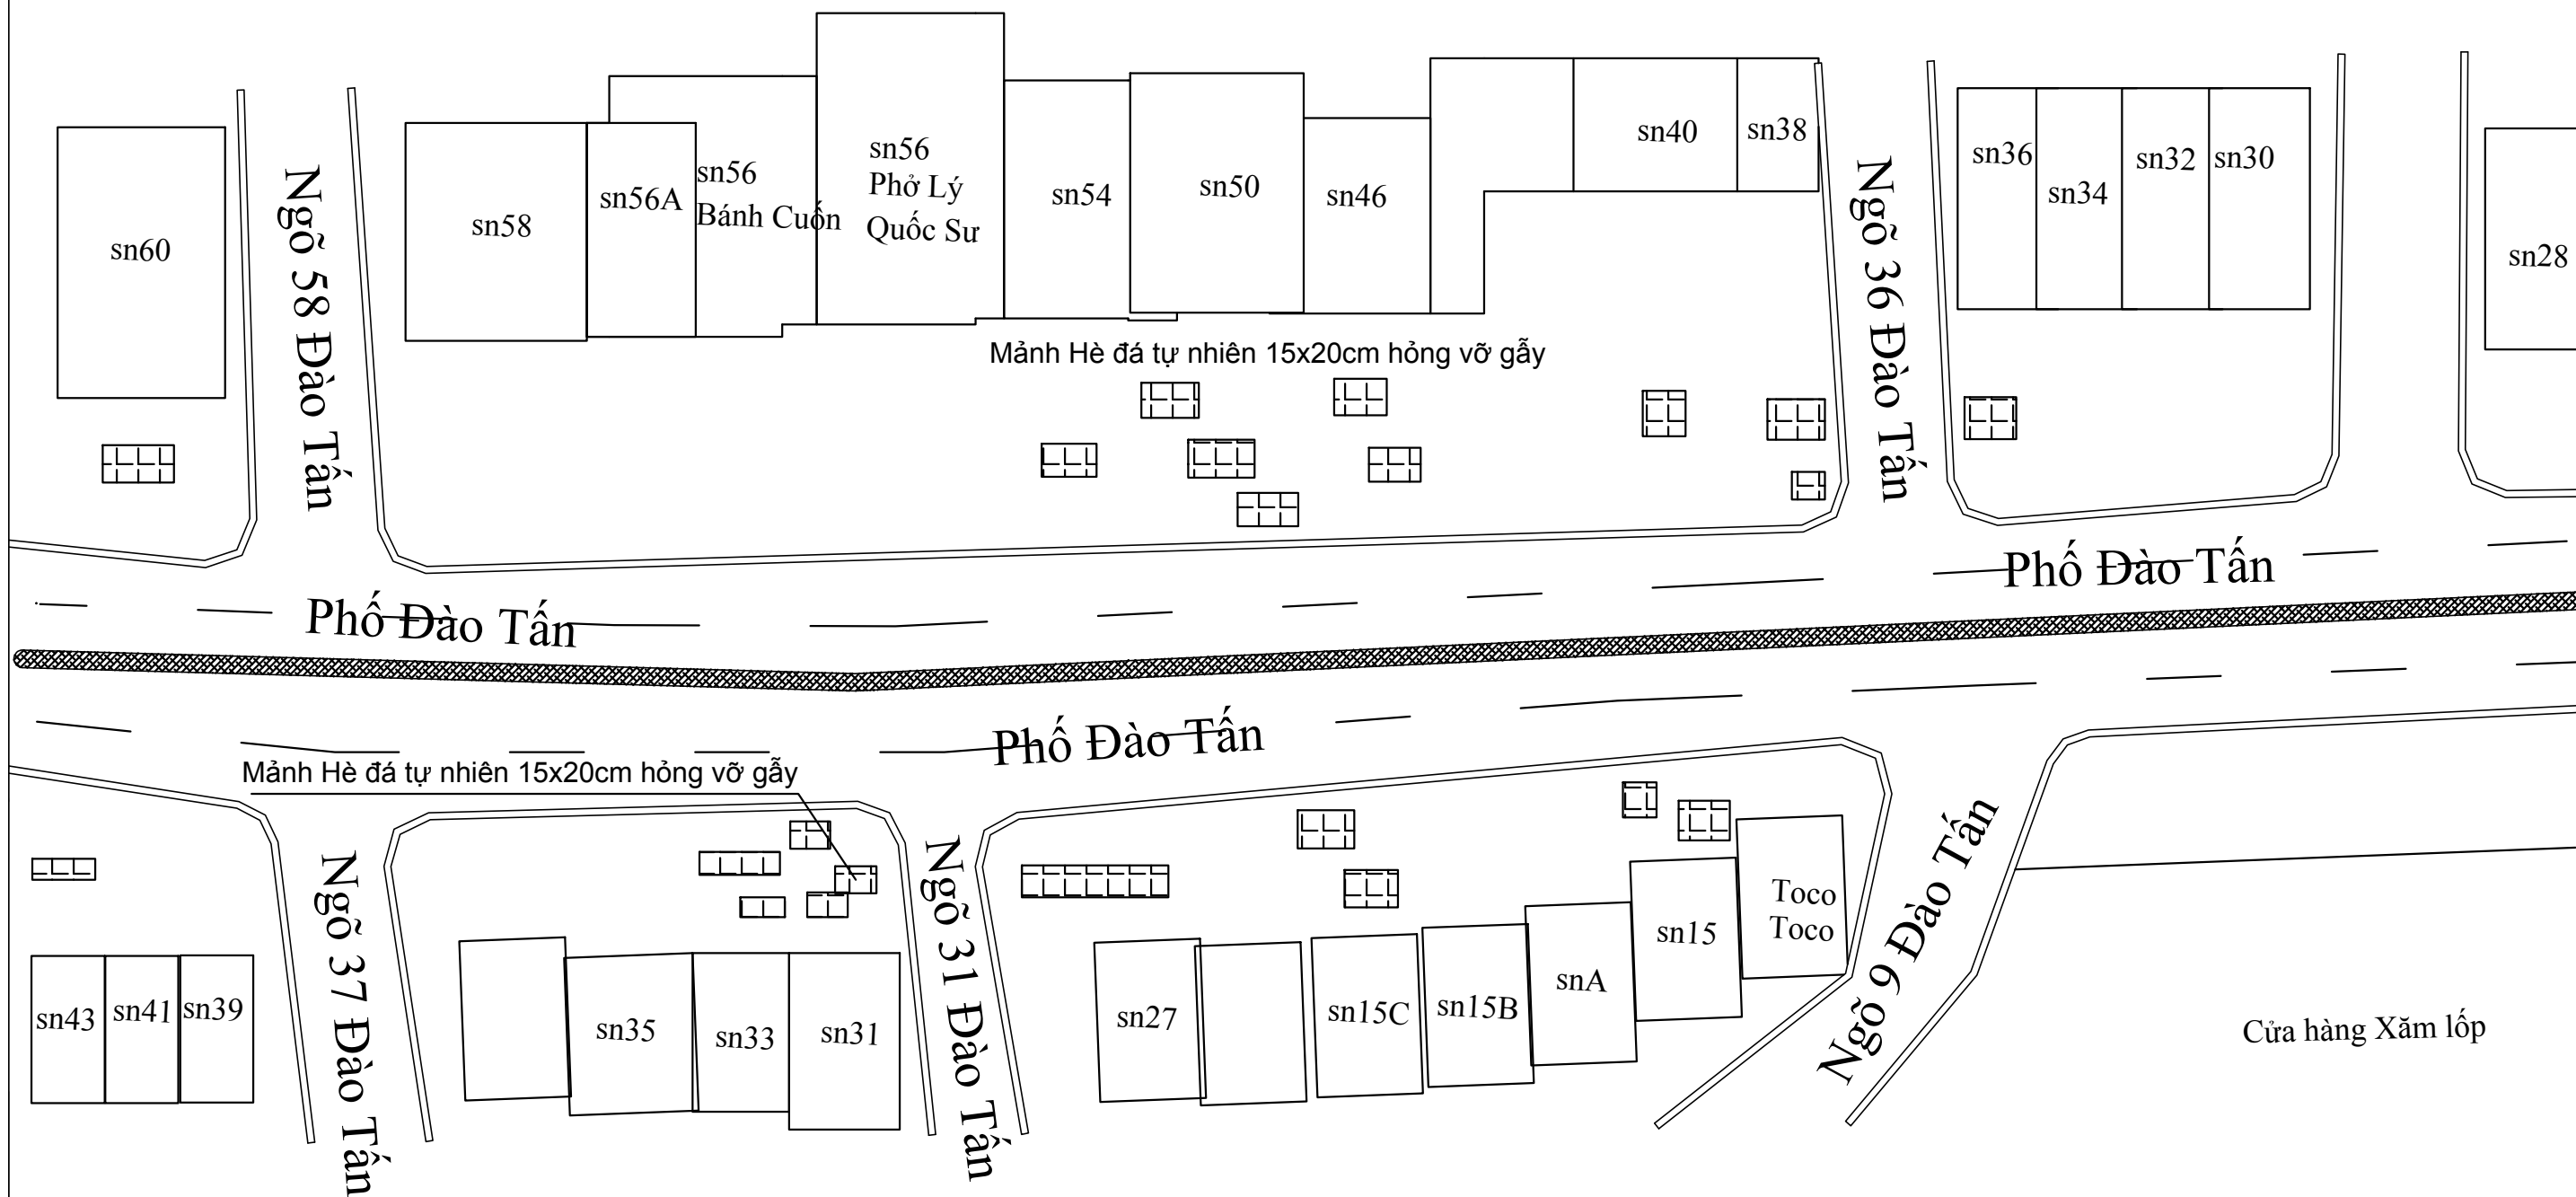 sn60
Ngõ 58 Đào Tấn
sn58
sn56A
sn56
Bánh Cuốn
sn56
Phở Lý
Quốc Sư
sn54
sn50
sn46
sn40
sn38
Ngõ 36 Đào Tấn
sn36
sn34
sn32
sn30
sn28
Mảnh Hè đá tự nhiên 15x20cm hỏng vỡ gẫy
Phố Đào Tấn
Phố Đào Tấn
Phố Đào Tấn
Mảnh Hè đá tự nhiên 15x20cm hỏng vỡ gẫy
sn43
sn41
sn39
Ngõ 37 Đào Tấn
sn35
sn33
sn31
Ngõ 31 Đào Tấn
sn27
sn15C
sn15B
snA
sn15
Toco
Toco
Ngõ 9 Đào Tấn
Cửa hàng Xăm lốp